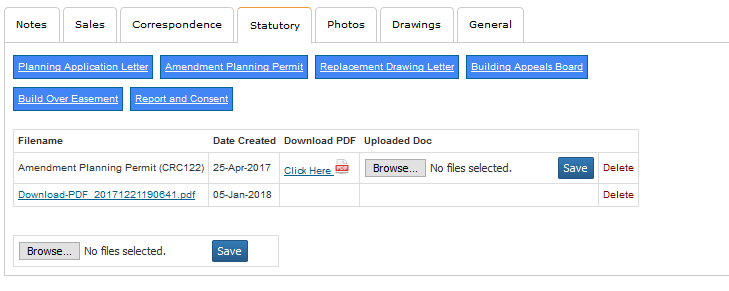 Notes Sales Correspondence Statutory Photos Drawings General
Planning Application Letter Amendment Planning Permit Replacement Drawing Letter Building Appeals Board
Build Over Easement Report and Consent
Filename Date Created Download PDF Uploaded Doc
Amendment Planning Permit (CRC122) 25-Apr-2017 Click Here PDF Browse... No files selected. Save Delete
Download-PDF_20171221190641.pdf 05-Jan-2018 Delete
Browse... No files selected. Save